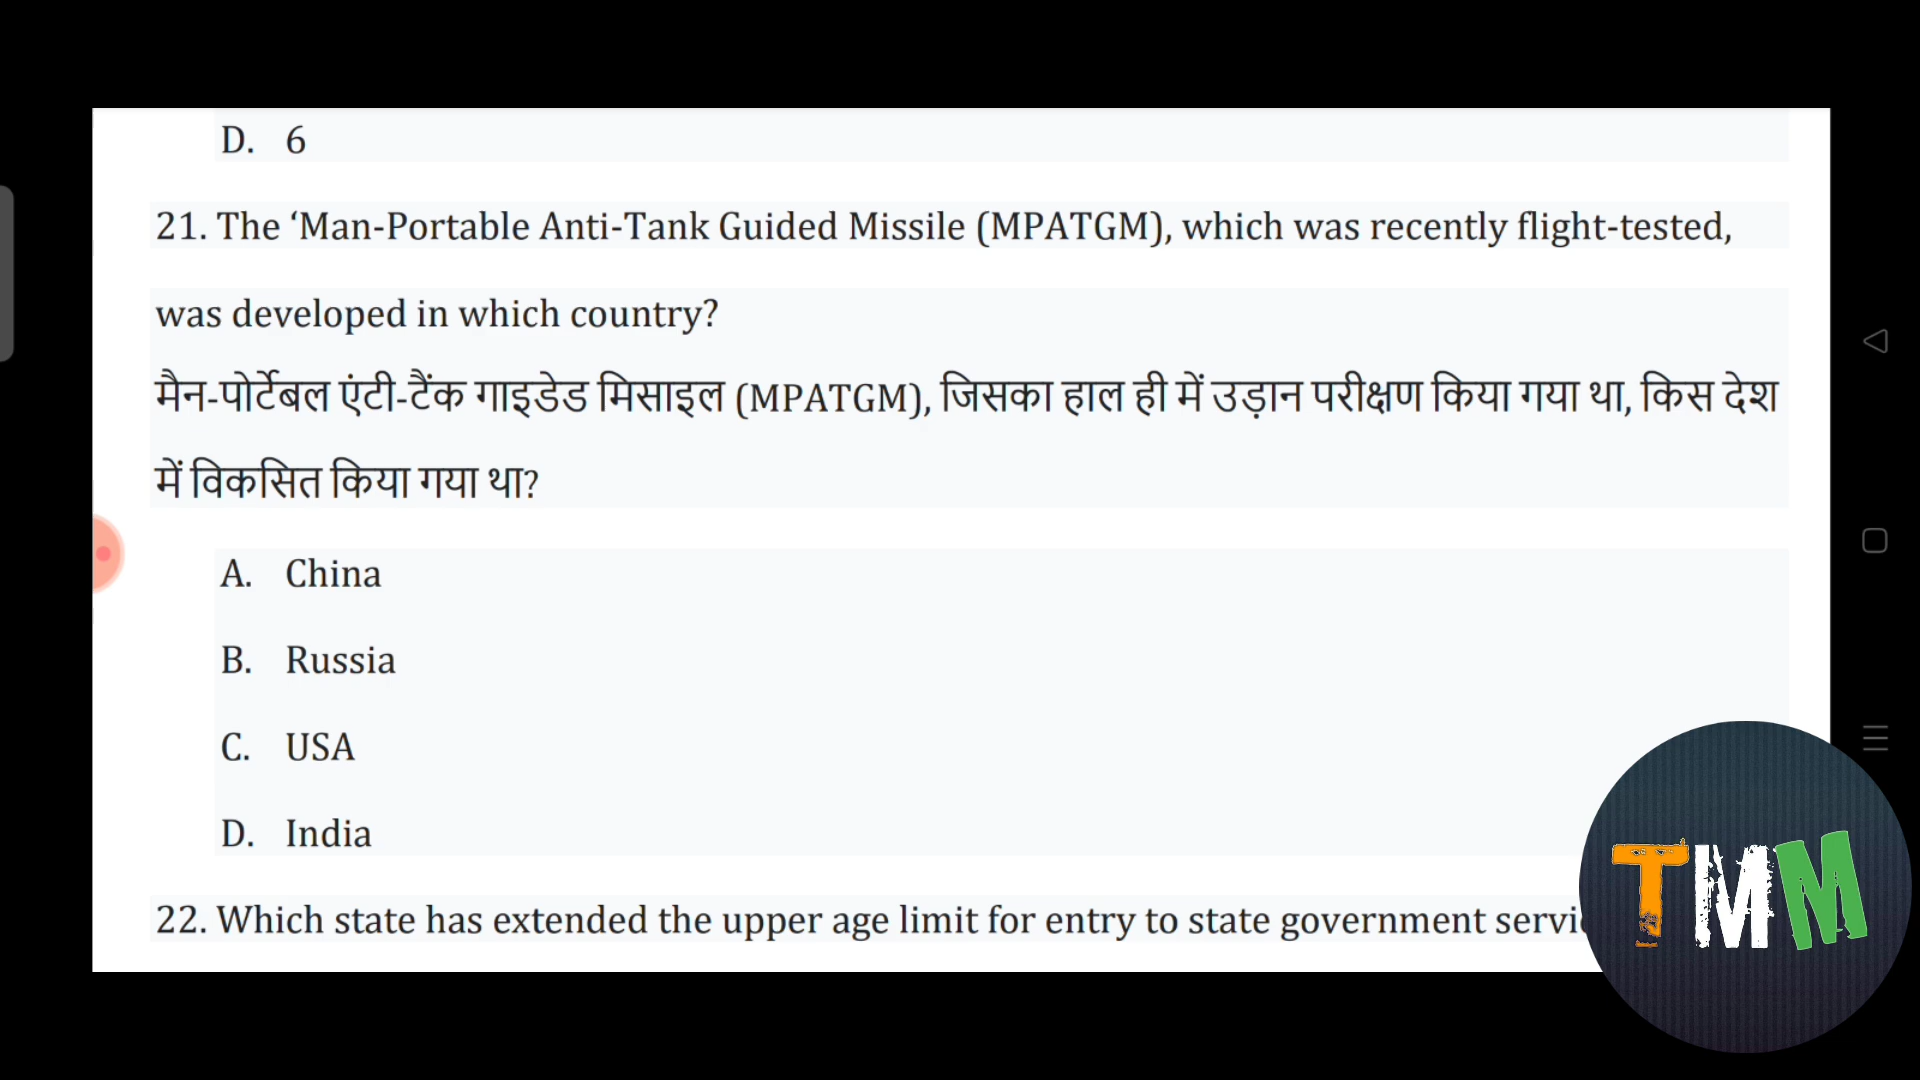 D. 6
21. The ‘Man-Portable Anti-Tank Guided Missile (MPATGM), which was recently flight-tested,
was developed in which country?
मैन-पोर्टेबल एंटी-टैंक गाइडेड मिसाइल (MPATGM), जिसका हाल ही में उड़ान परीक्षण किया गया था, किस देश
में विकसित किया गया था?
A. China
B. Russia
C. USA
D. India
22. Which state has extended the upper age limit for entry to state government
TMM